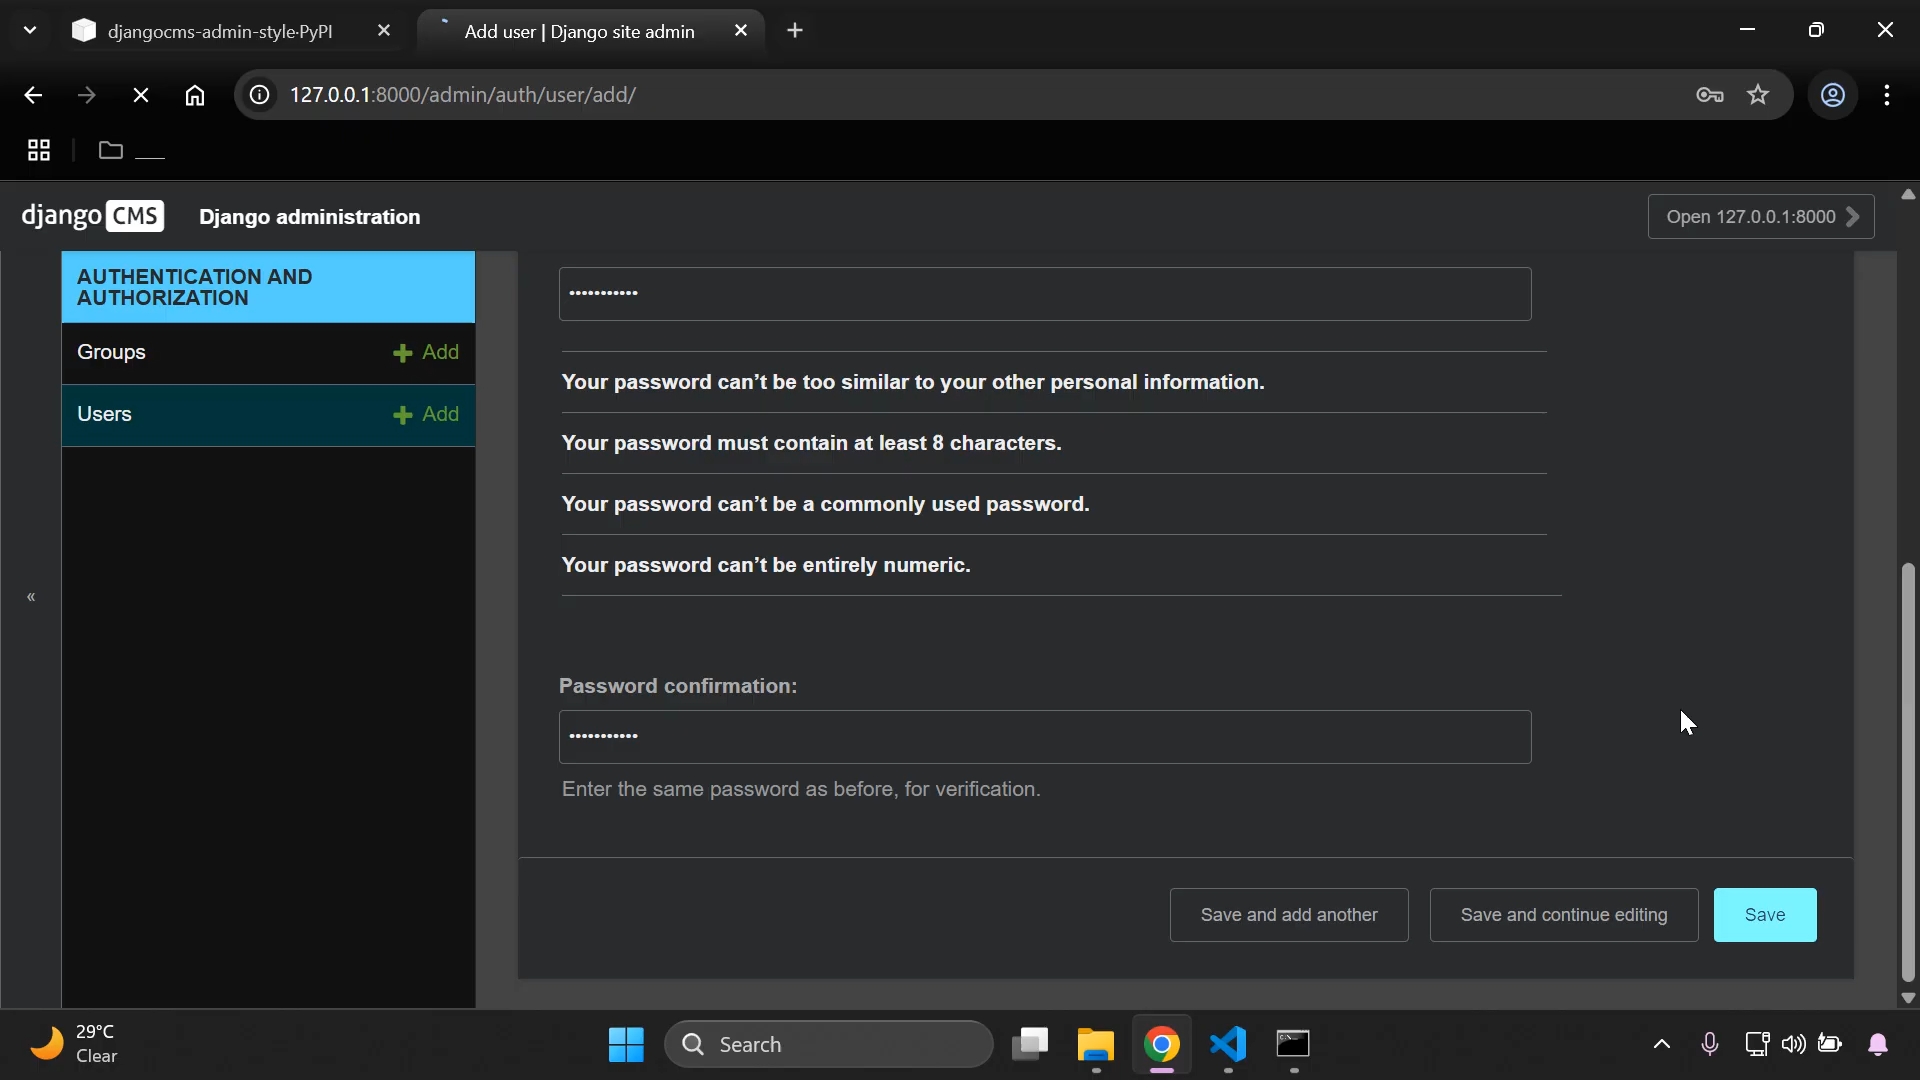 djangocms-admin-style·PyPI
Add user | Django site admin
127.0.0.1:8000/admin/auth/user/add/
___
django CMS
Django administration
Open 127.0.0.1:8000
AUTHENTICATION AND
AUTHORIZATION
Groups
Add
Users
Add
«
•••••••••••
Your password can’t be too similar to your other personal information.
Your password must contain at least 8 characters.
Your password can’t be a commonly used password.
Your password can’t be entirely numeric.
Password confirmation:
•••••••••••
Enter the same password as before, for verification.
Save and add another
Save and continue editing
Save
29°C
Clear
Search